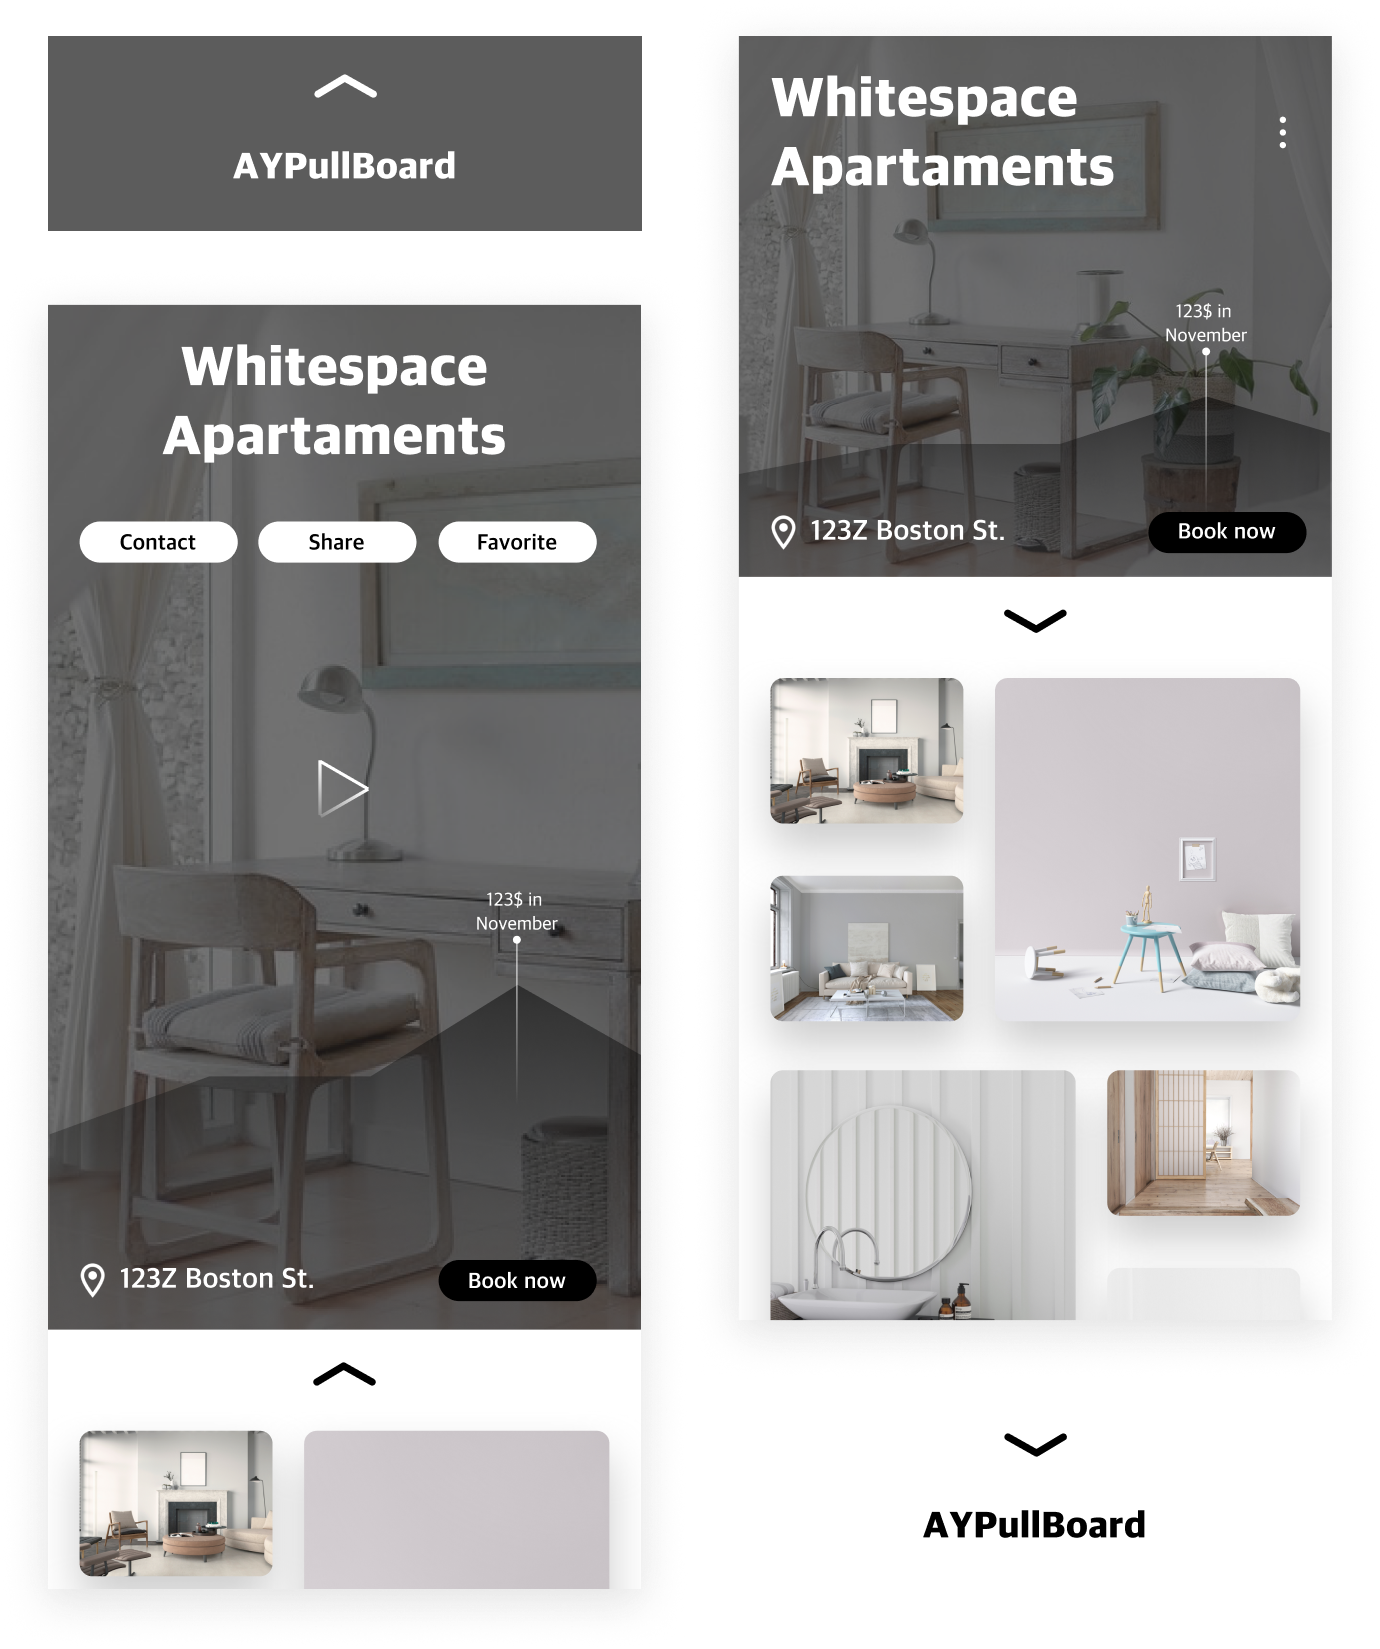 AYPullBoard
Whitespace
Apartaments
Contact
Share
Favorite
123$ in
November
123Z Boston St.
Book now
Whitespace
Apartaments
123$ in
November
123Z Boston St.
Book now
AYPullBoard